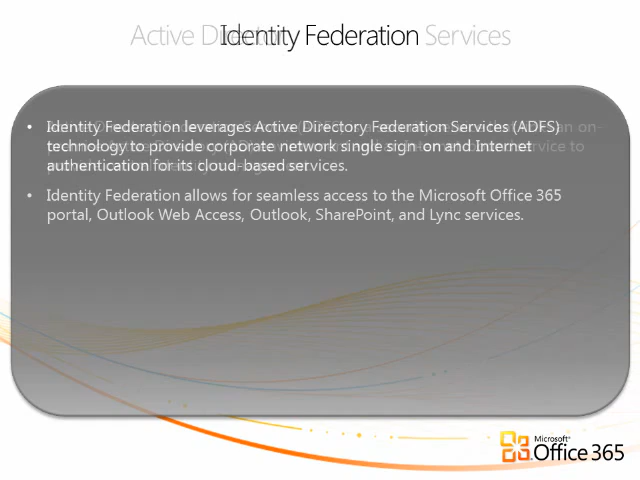 Identity Federation Services
• Identity Federation leverages Active Directory Federation Services (ADFS)
technology to provide corporate network single sign-on and Internet
authentication for its cloud-based services.
• Identity Federation allows for seamless access to the Microsoft Office 365
portal, Outlook Web Access, Outlook, SharePoint, and Lync services.
Microsoft®
Office 365